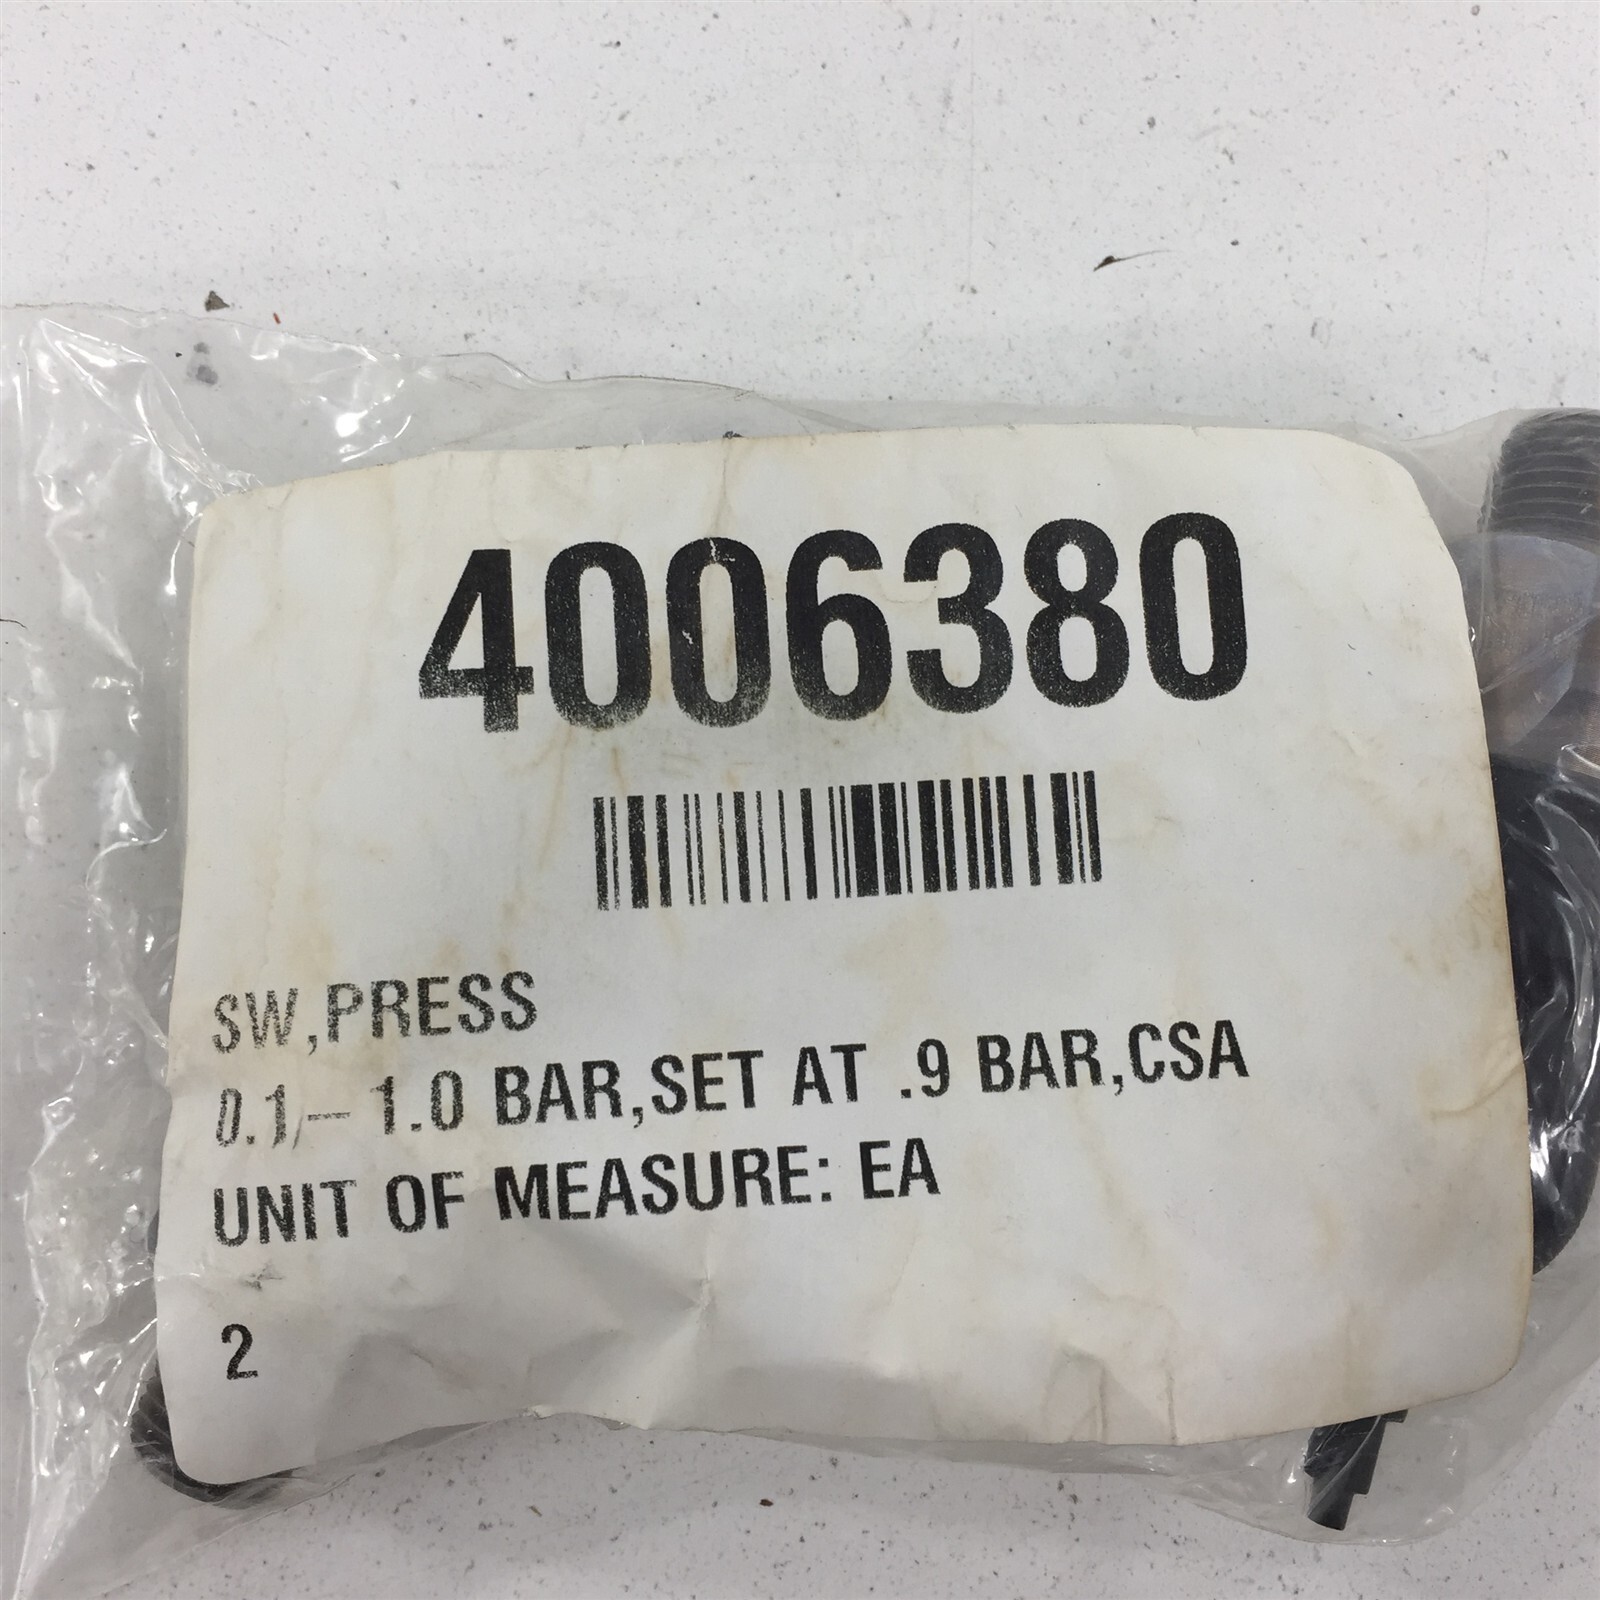 4006380
SW,PRESS
0.1 - 1.0 BAR,SET AT .9 BAR,CSA
UNIT OF MEASURE: EA
2